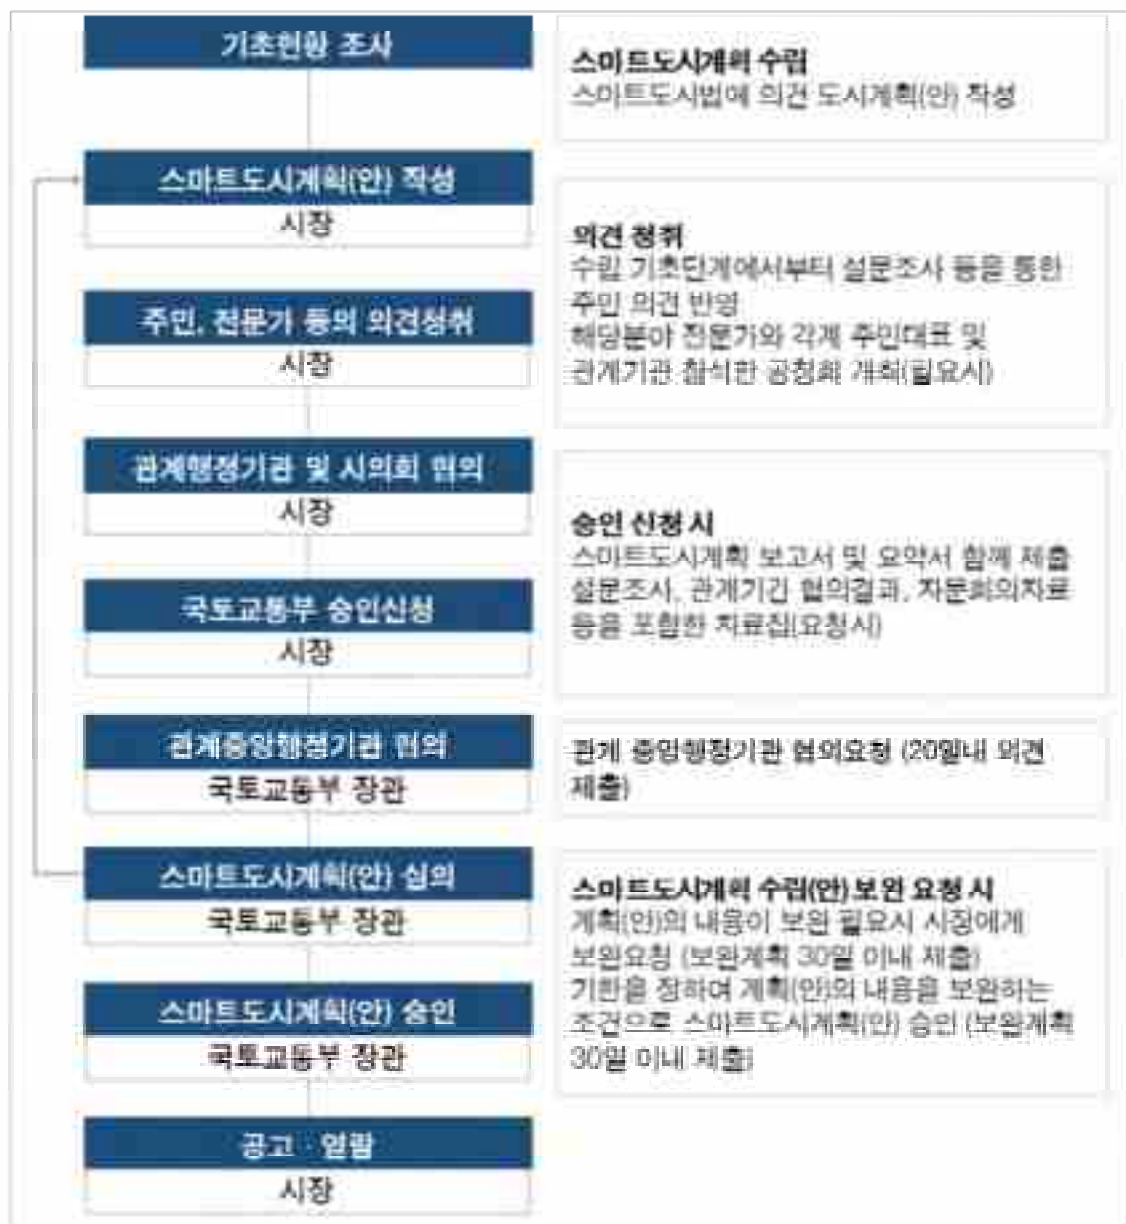 기초현황 조사
스마트도시계획(안) 작성
시장
주민, 전문가 등의 의견청취
시장
관계행정기관 및 시의회 협의
시장
국토교통부 승인신청
시장
관계중앙행정기관 협의
국토교통부 장관
스마트도시계획(안) 심의
국토교통부 장관
스마트도시계획(안) 승인
국토교통부 장관
공고 · 열람
시장
스마트도시계획 수립
스마트도시법에 의견 도시계획(안) 작성
의견 청취
수립 기초단계에서부터 설문조사 등을 통한
주민 의견 반영
해당분야 전문가와 각계 주민대표 및
관계기관 참석한 공청회 개최(필요시)
승인 신청 시
스마트도시계획 보고서 및 요약서 함께 제출
설문조사, 관계기간 협의결과, 자문회의자료
등을 포함한 자료집(요청시)
관계 중앙행정기관 협의요청 (20일내 의견
제출)
스마트도시계획 수립(안) 보완 요청 시
계획(안)의 내용이 보완 필요시 시장에게
보완요청 (보완계획 30일 이내 제출)
기한을 정하여 계획(안)의 내용을 보완하는
조건으로 스마트도시계획(안) 승인 (보완계획
30일 이내 제출)